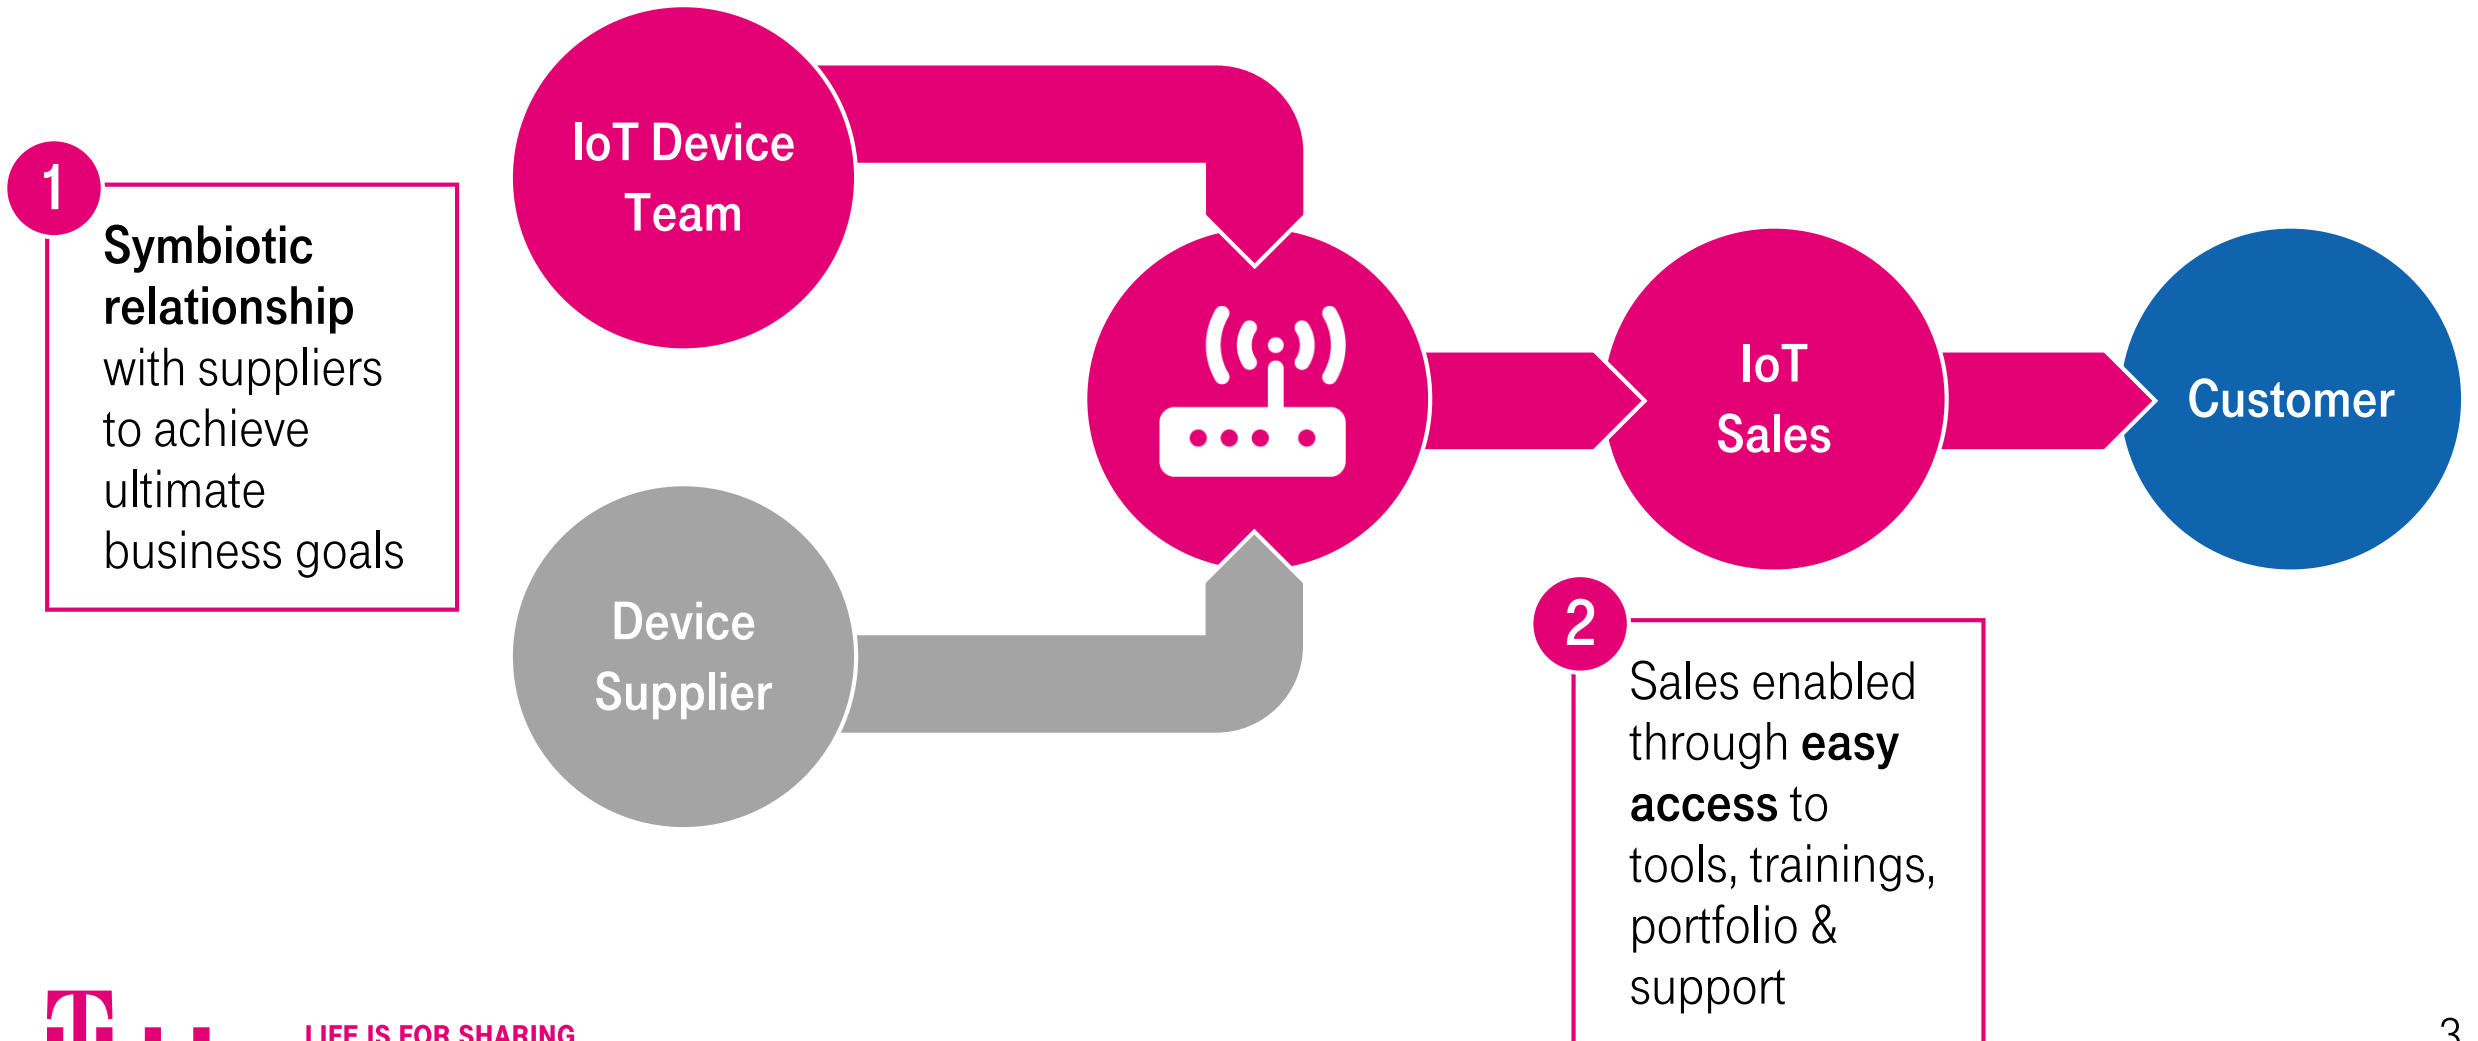 IoT Device
Team
1
Symbiotic
relationship
with suppliers
to achieve
ultimate
business goals
IoT
Sales
Customer
Device
Supplier
2
Sales enabled
through easy
access to
tools, trainings,
portfolio &
support
T
LIFE IS FOR SHARING
3